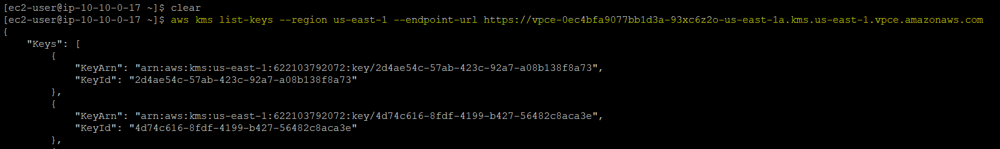 [ec2-user@ip-10-10-0-17 ~]$ clear
[ec2-user@ip-10-10-0-17 ~]$ aws kms list-keys --region us-east-1 --endpoint-url https://vpce-0ec4bfa9077bb1d3a-93xc6z2o-us-east-1a.kms.us-east-1.vpce.amazonaws.com
{
    "Keys": [
        {
            "KeyArn": "arn:aws:kms:us-east-1:622103792072:key/2d4ae54c-57ab-423c-92a7-a08b138f8a73",
            "KeyId": "2d4ae54c-57ab-423c-92a7-a08b138f8a73"
        },
        {
            "KeyArn": "arn:aws:kms:us-east-1:622103792072:key/4d74c616-8fdf-4199-b427-56482c8aca3e",
            "KeyId": "4d74c616-8fdf-4199-b427-56482c8aca3e"
        },